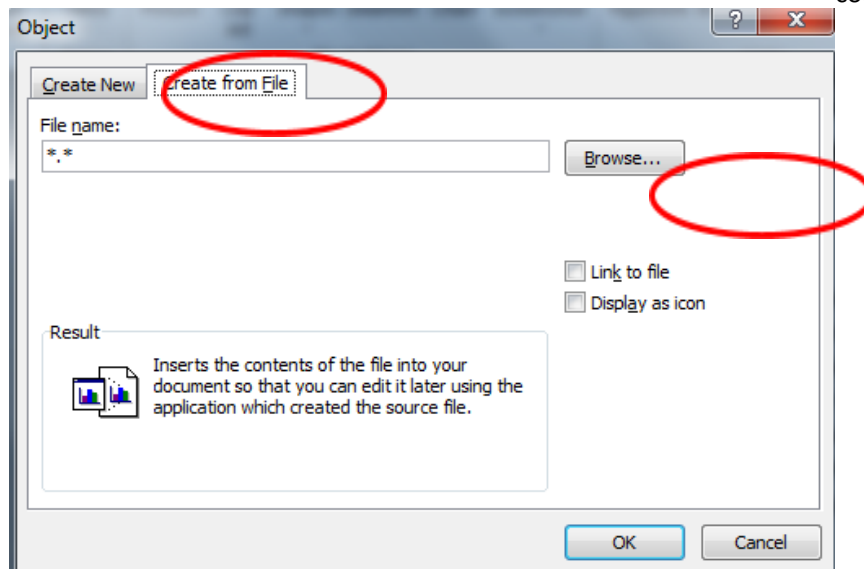 Object
Create New Create from File
File name:
*.* Browse...
Link to file
Display as icon
Result
Inserts the contents of the file into your
document so that you can edit it later using the
application which created the source file.
OK Cancel